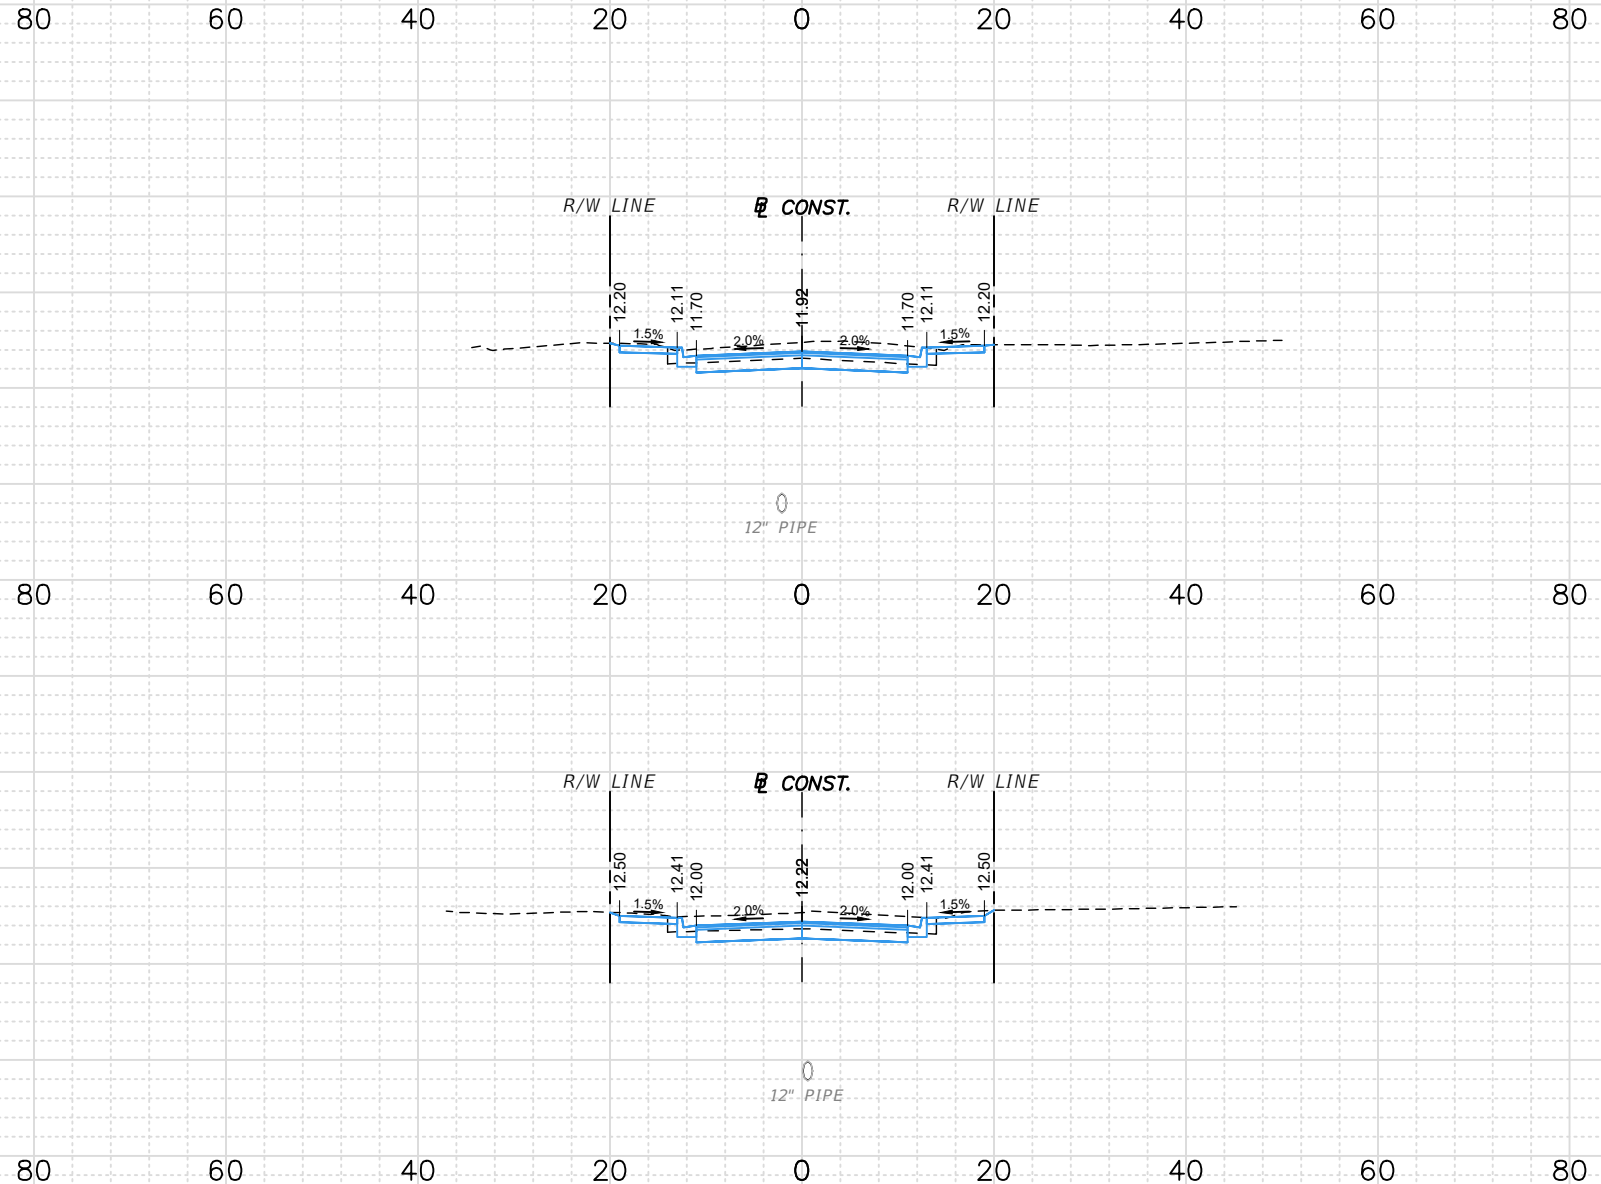 80 60 40 20 0 20 40 60 80
R/W LINE BL CONST. R/W LINE
12.20 12.11 11.70 11.92 11.70 12.11 12.20
1.5% 2.0% 2.0% 1.5%
12" PIPE
80 60 40 20 0 20 40 60 80
R/W LINE BL CONST. R/W LINE
12.50 12.41 12.00 12.22 12.00 12.41 12.50
1.5% 2.0% 2.0% 1.5%
12" PIPE
80 60 40 20 0 20 40 60 80